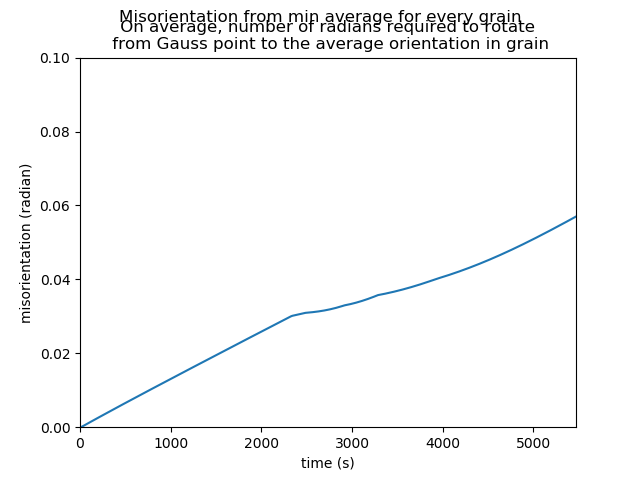 Misorientation from min average for every grain
On average, number of radians required to rotate
from Gauss point to the average orientation in grain
0.10
0.08
0.06
0.04
0.02
0.00
misorientation (radian)
0 1000 2000 3000 4000 5000
time (s)